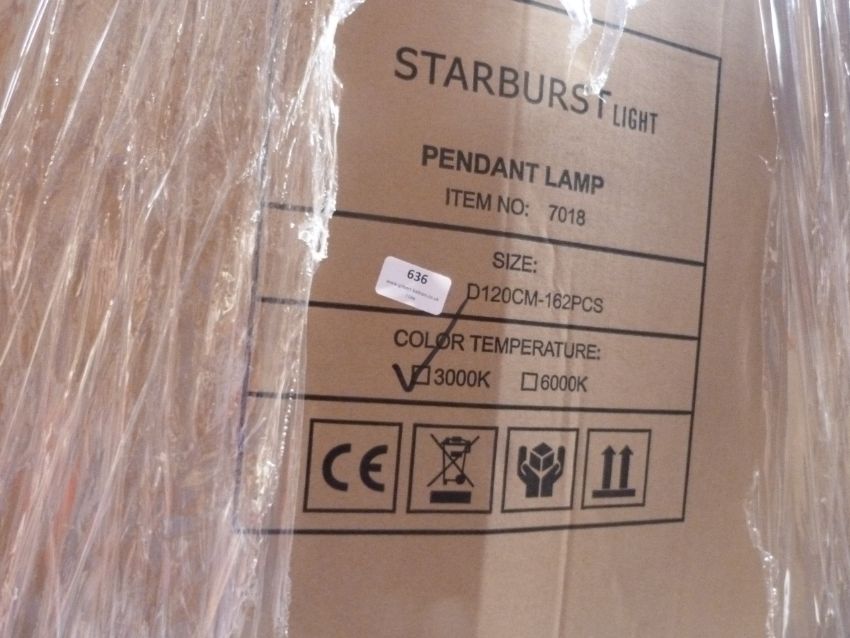 STARBURST LIGHT
PENDANT LAMP
ITEM NO: 7018
SIZE:
636
D120CM-162PCS
COLOR TEMPERATURE:
3000K 6000K
CE